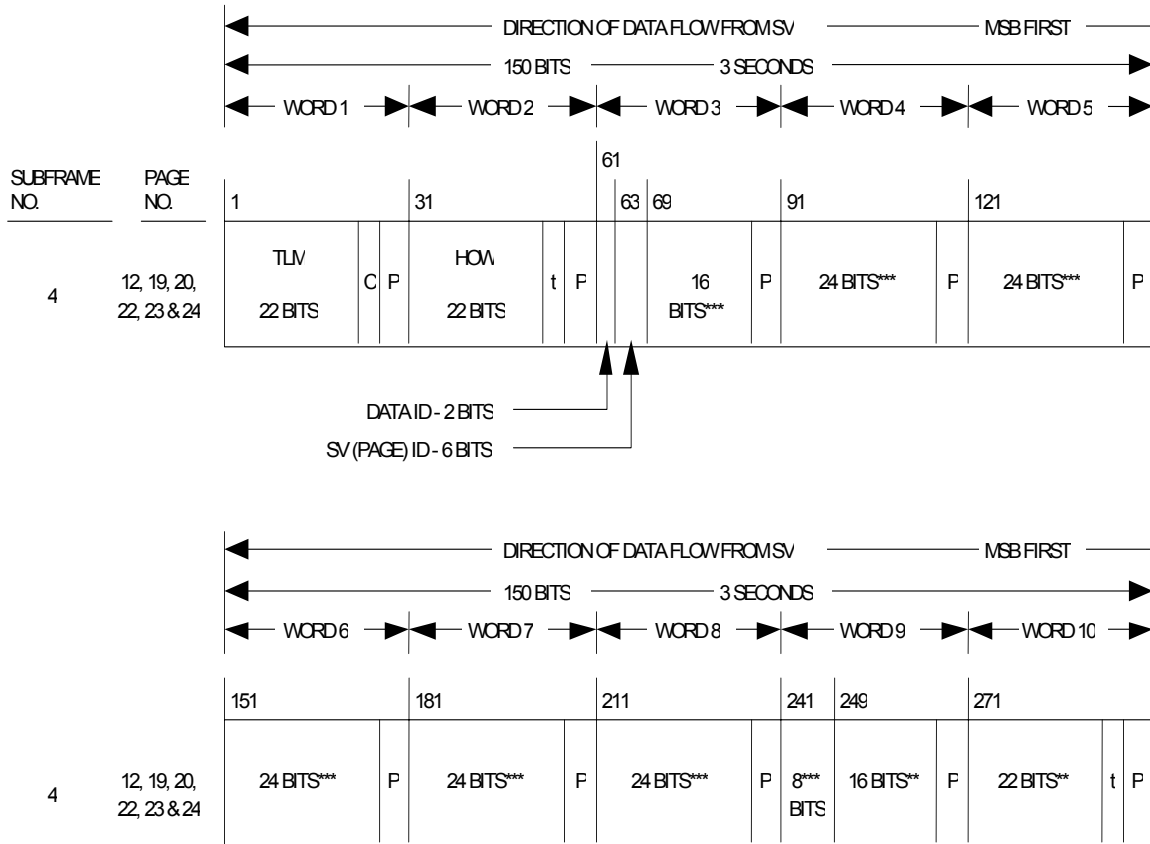 DIRECTION OF DATA FLOW FROM SV MSB FIRST
150 BITS 3 SECONDS
WORD 1 WORD 2 WORD 3 WORD 4 WORD 5
61
SUBFRAME PAGE
NO. NO. 1 31 63 69 91 121
TLM HOW
4 12, 19, 20, C P t P 16 P 24 BITS*** P 24 BITS*** P
22, 23 & 24 22 BITS 22 BITS BITS***
DATA ID - 2 BITS
SV (PAGE) ID - 6 BITS
DIRECTION OF DATA FLOW FROM SV MSB FIRST
150 BITS 3 SECONDS
WORD 6 WORD 7 WORD 8 WORD 9 WORD 10
151 181 211 241 249 271
4 12, 19, 20, 24 BITS*** P 24 BITS*** P 24 BITS*** P 8*** 16 BITS** P 22 BITS** t P
22, 23 & 24 BITS